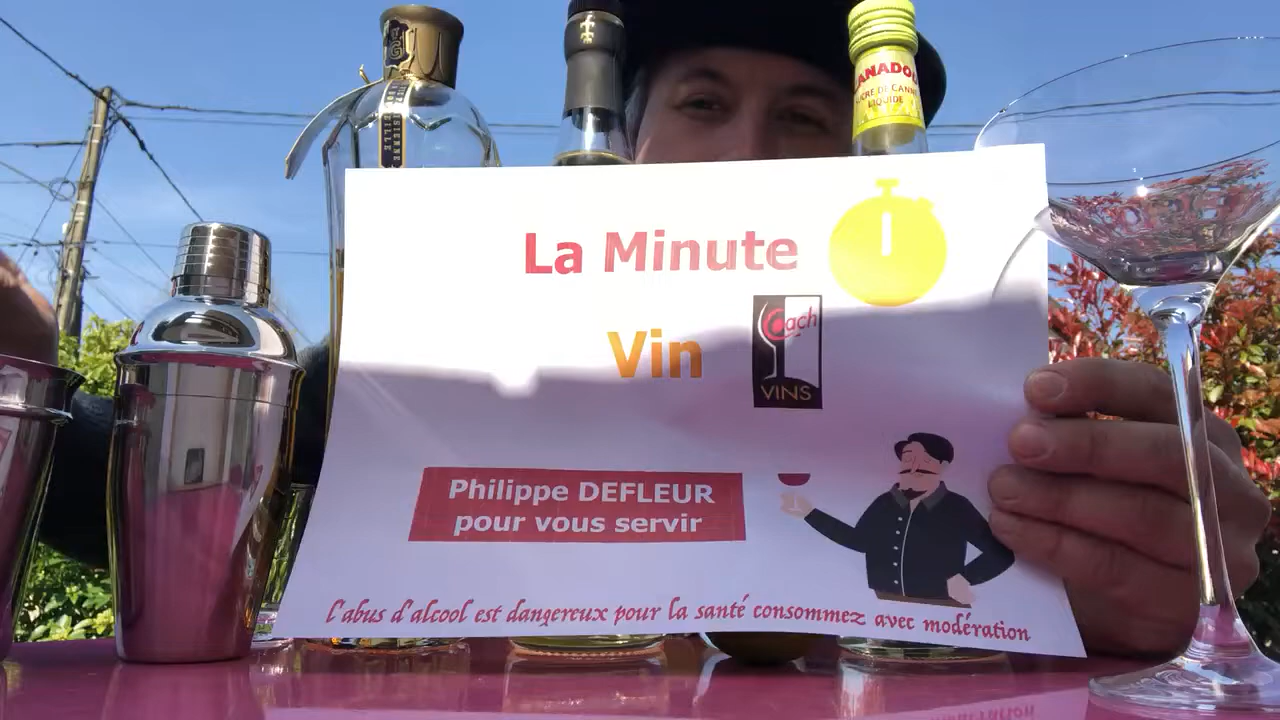 CANADOU
SUCRE DE CANNE
LIQUIDE
La Minute
Vin
Coach
VINS
Philippe DEFLEUR
pour vous servir
L'abus d'alcool est dangereux pour la santé consommez avec modération